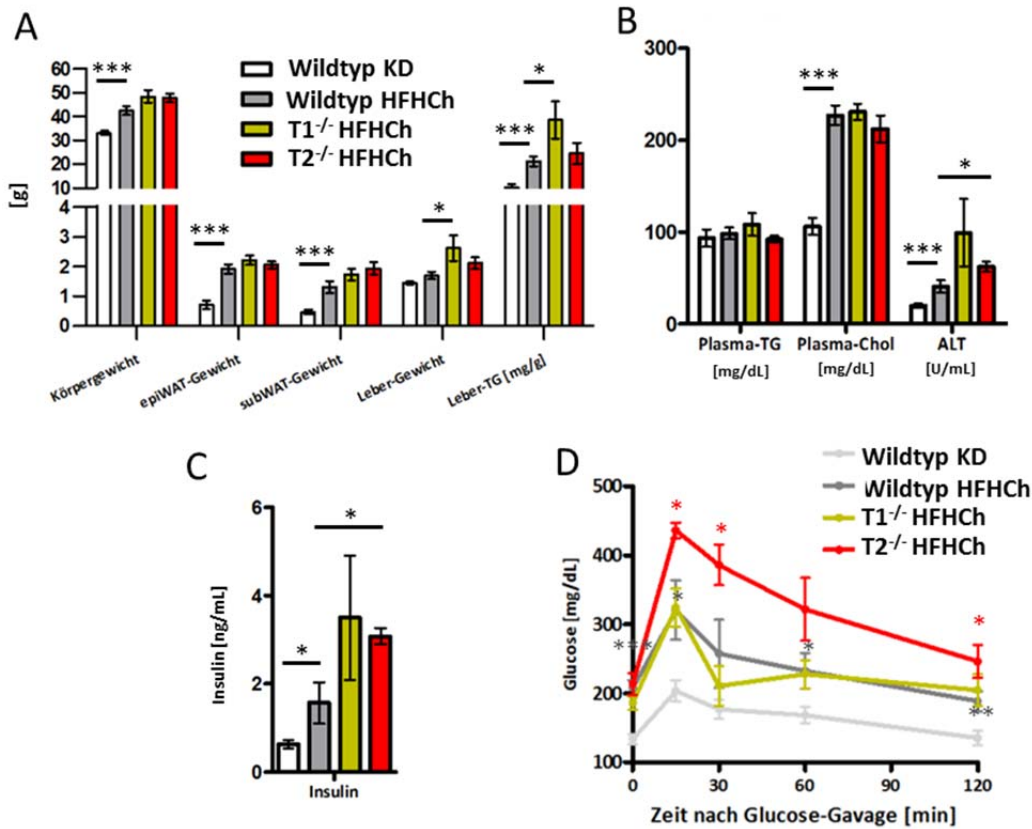 A
***
***
***
*
***
*
Wildtyp KD
Wildtyp HFHCh
T1-/- HFHCh
T2-/- HFHCh
[g]
60
50
40
30
20
10
4
3
2
1
0
Körpergewicht
epiWAT-Gewicht
subWAT-Gewicht
Leber-Gewicht
Leber-TG [mg/g]
B
300
200
100
0
***
***
*
Plasma-TG
[mg/dL]
Plasma-Chol
[mg/dL]
ALT
[U/mL]
C
Insulin [ng/mL]
6
4
2
0
*
*
Insulin
D
Wildtyp KD
Wildtyp HFHCh
T1-/- HFHCh
T2-/- HFHCh
Glucose [mg/dL]
500
400
300
200
100
*
*
*
*
***
*
**
0
30
60
90
120
Zeit nach Glucose-Gavage [min]